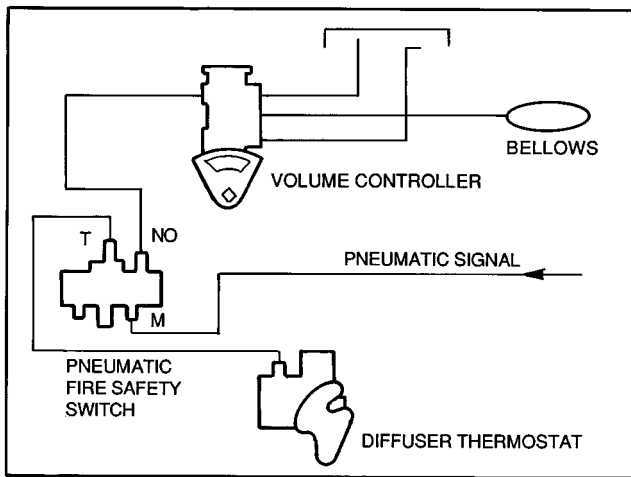 BELLOWS
VOLUME CONTROLLER
T
NO
PNEUMATIC SIGNAL
M
PNEUMATIC
FIRE SAFETY
SWITCH
DIFFUSER THERMOSTAT